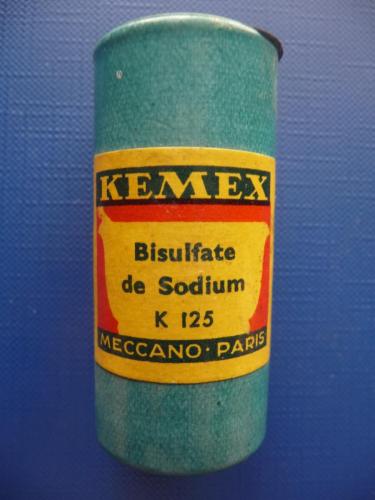 KEMEX
Bisulfate
de Sodium
K 125
MECCANO · PARIS